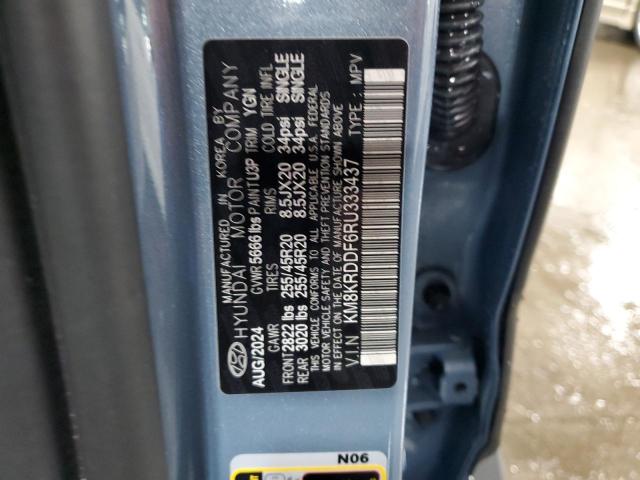 MANUFACTURED IN KOREA BY
HYUNDAI MOTOR COMPANY
AUG/2024 GVWR 5666 lbs PAINT U3P TRIM YGN
GAWR TIRES RIMS COLD TIRE INFL
FRONT 2822 lbs 255/45R20 8.5JX20 34psi SINGLE
REAR 3020 lbs 255/45R20 8.5JX20 34psi SINGLE
THIS VEHICLE CONFORMS TO ALL APPLICABLE U.S.A. FEDERAL
MOTOR VEHICLE SAFETY AND THEFT PREVENTION STANDARDS
IN EFFECT ON THE DATE OF MANUFACTURE SHOWN ABOVE
V.I.N KM8KRDDF6RU333437 TYPE : MPV
N06